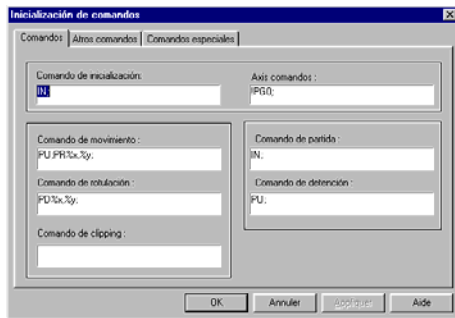 Inicialización de comandos
Comandos Atros comandos Comandos especiales
Comando de inicialización:
IN;
Axis comandos :
!PG0;
Comando de movimiento :
PU;PR%x,%y;
Comando de rotulación :
PD%x,%y;
Comando de clipping :
Comando de partida :
IN;
Comando de detención :
PU;
OK Annuler Appliquer Aide